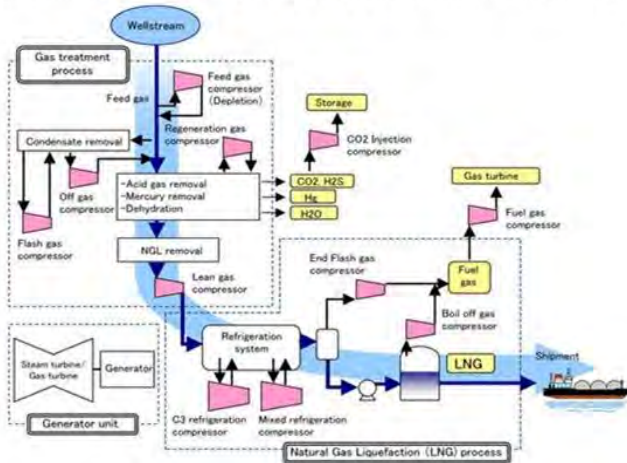 Wellstream
Gas treatment
process
Feed gas
Feed gas
compressor
(Depletion)
Regeneration gas
compressor
Storage
CO2 Injection
compressor
Condensate removal
Off gas
compressor
Flash gas
compressor
-Acid gas removal
-Mercury removal
-Dehydration
CO2, H2S
Hg
H2O
Gas turbine
Fuel gas
compressor
NGL removal
Lean gas
compressor
End Flash gas
compressor
Fuel
gas
Boil off gas
compressor
Refrigeration
system
LNG
Shipment
Steam turbine/
Gas turbine
Generator
Generator unit
C3 refrigeration
compressor
Mixed refrigeration
compressor
Natural Gas Liquefaction (LNG) process